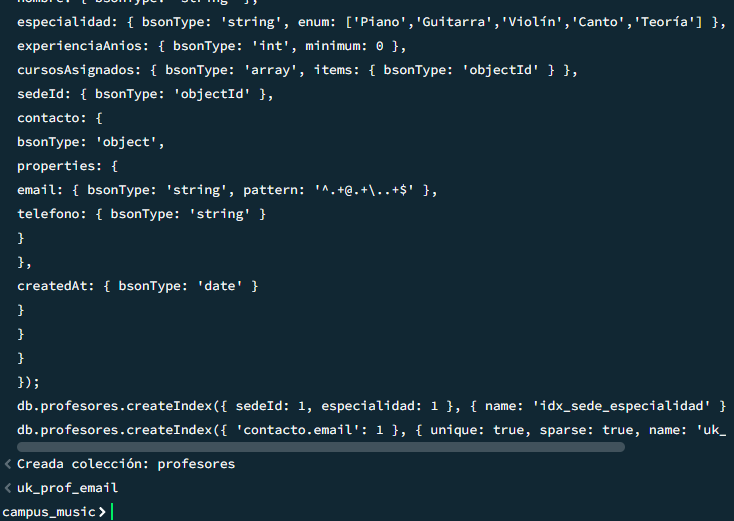 nombre: { bsonType: 'string' },
especialidad: { bsonType: 'string', enum: ['Piano','Guitarra','Violín','Canto','Teoría'] },
experienciaAnios: { bsonType: 'int', minimum: 0 },
cursosAsignados: { bsonType: 'array', items: { bsonType: 'objectId' } },
sedeId: { bsonType: 'objectId' },
contacto: {
bsonType: 'object',
properties: {
email: { bsonType: 'string', pattern: '^.+@.+\..+$' },
telefono: { bsonType: 'string' }
}
},
createdAt: { bsonType: 'date' }
}
}
}
});
db.profesores.createIndex({ sedeId: 1, especialidad: 1 }, { name: 'idx_sede_especialidad' }
db.profesores.createIndex({ 'contacto.email': 1 }, { unique: true, sparse: true, name: 'uk_
< Creada colección: profesores
< uk_prof_email
campus_music>